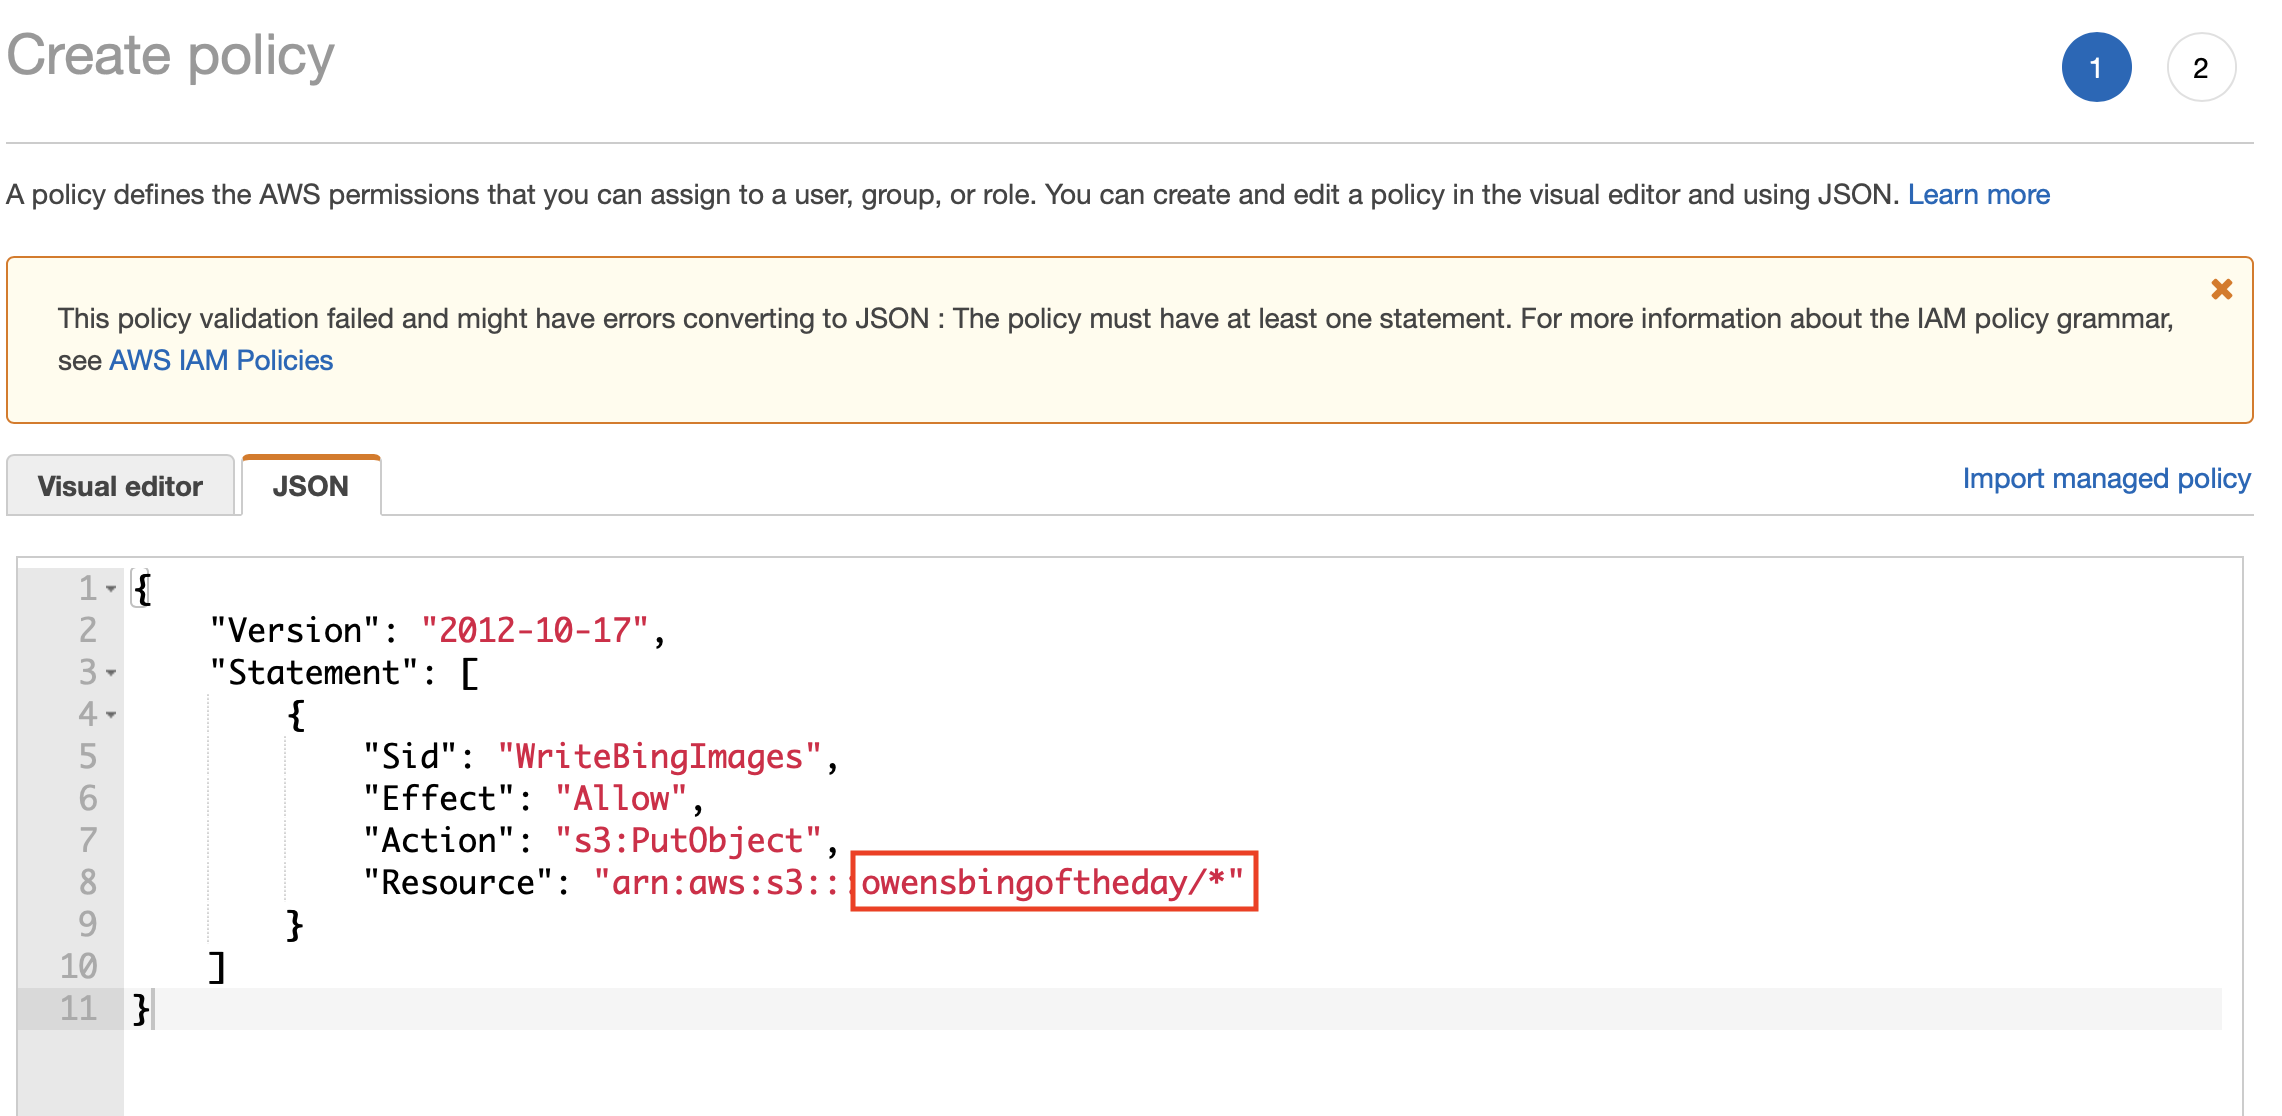 Create policy
1 2
A policy defines the AWS permissions that you can assign to a user, group, or role. You can create and edit a policy in the visual editor and using JSON. Learn more
This policy validation failed and might have errors converting to JSON : The policy must have at least one statement. For more information about the IAM policy grammar,
see AWS IAM Policies
Visual editor JSON Import managed policy
1 {
2 "Version": "2012-10-17",
3 "Statement": [
4 {
5 "Sid": "WriteBingImages",
6 "Effect": "Allow",
7 "Action": "s3:PutObject",
8 "Resource": "arn:aws:s3:::owensbingoftheday/*"
9 }
10 ]
11 }